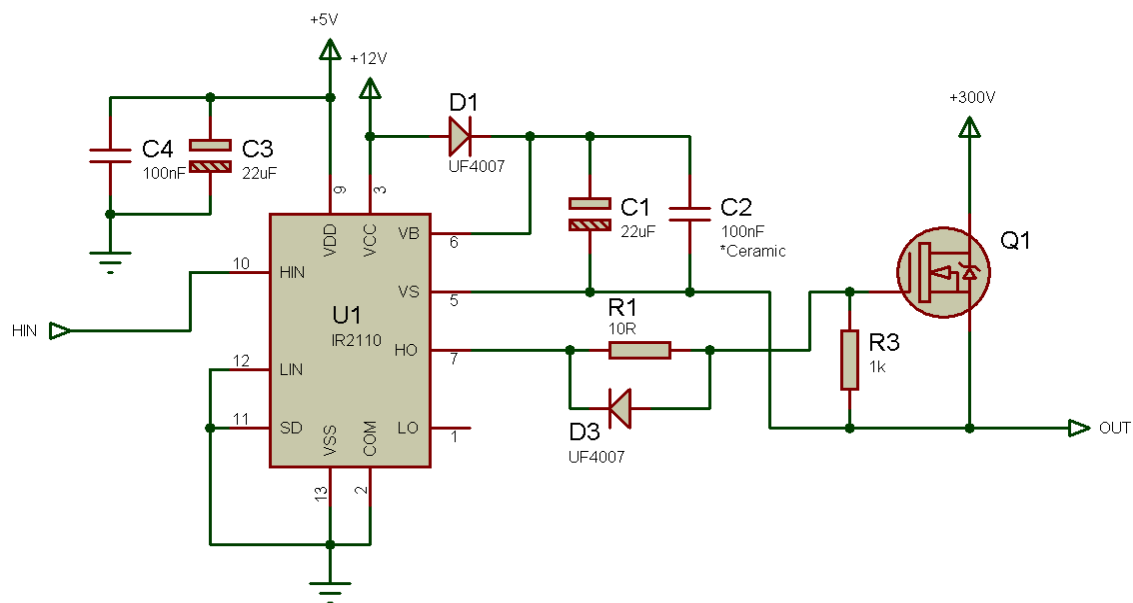 +5V
+12V
+300V
D1
UF4007
C4
100nF
C3
22uF
C1
22uF
C2
100nF
*Ceramic
9
3
VDD
VCC
VB
6
10
HIN
VS
5
Q1
HIN
U1
IR2110
R1
10R
HO
7
R3
1k
12
LIN
11
SD
VSS
COM
LO
1
D3
UF4007
OUT
13
2